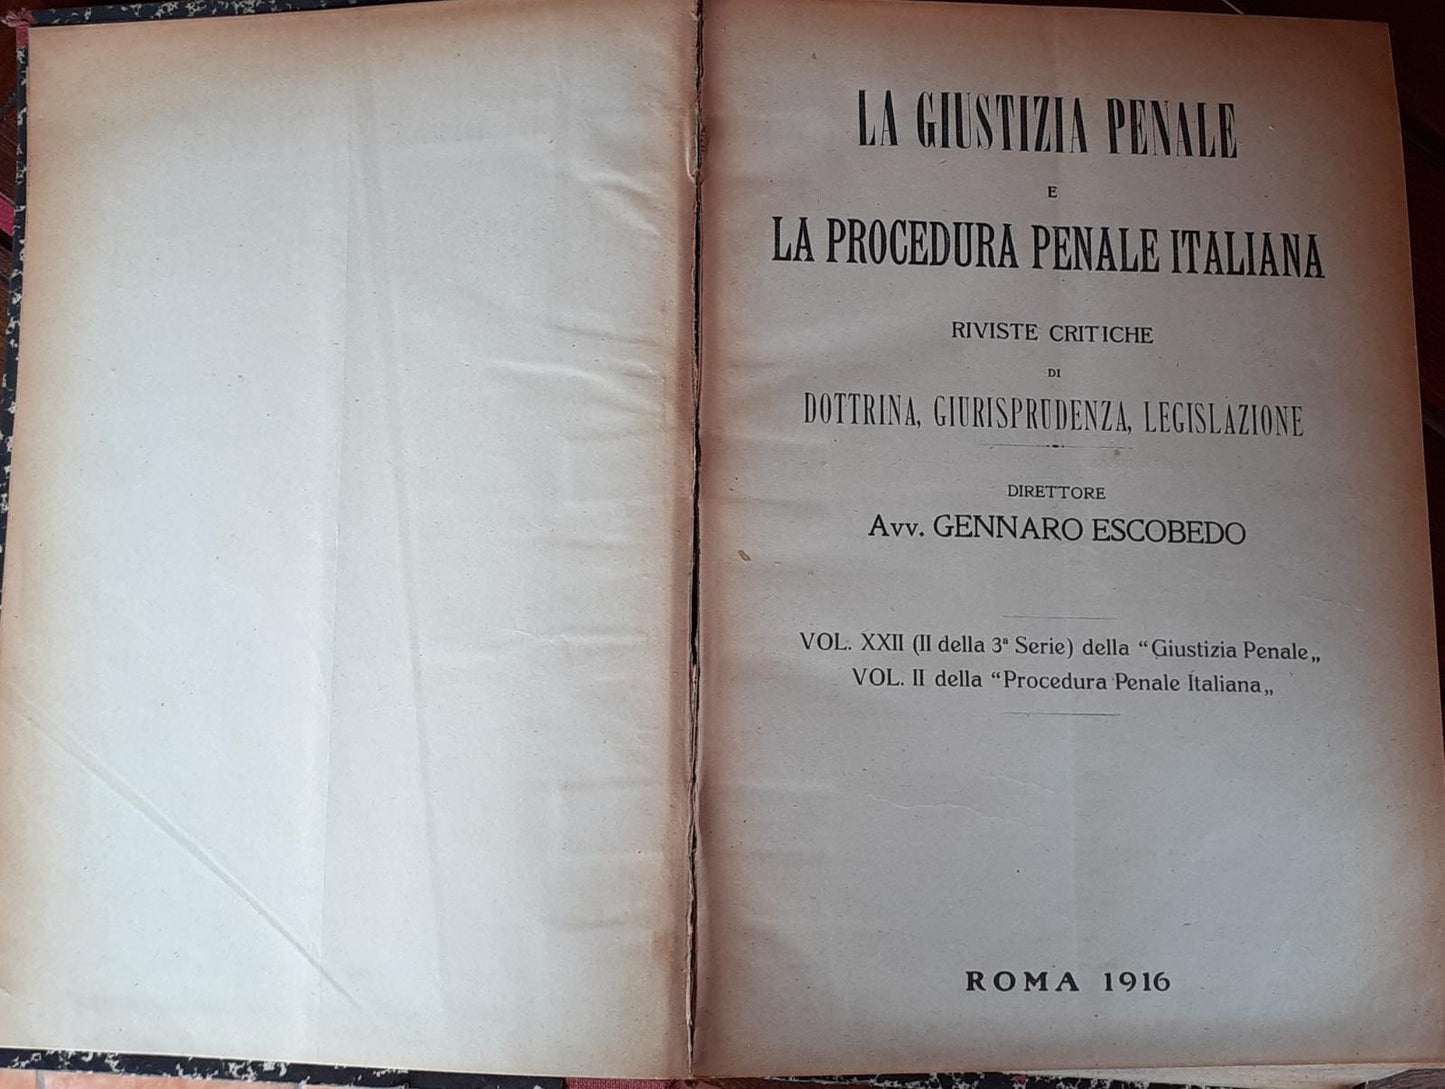 LA GIUSTIZIA PENALE
E
LA PROCEDURA PENALE ITALIANA
RIVISTE CRITICHE
DI
DOTTRINA, GIURISPRUDENZA, LEGISLAZIONE
DIRETTORE
Avv. GENNARO ESCOBEDO
VOL. XXII (II della 3ª Serie) della “Giustizia Penale„
VOL. II della “Procedura Penale Italiana„
ROMA 1916